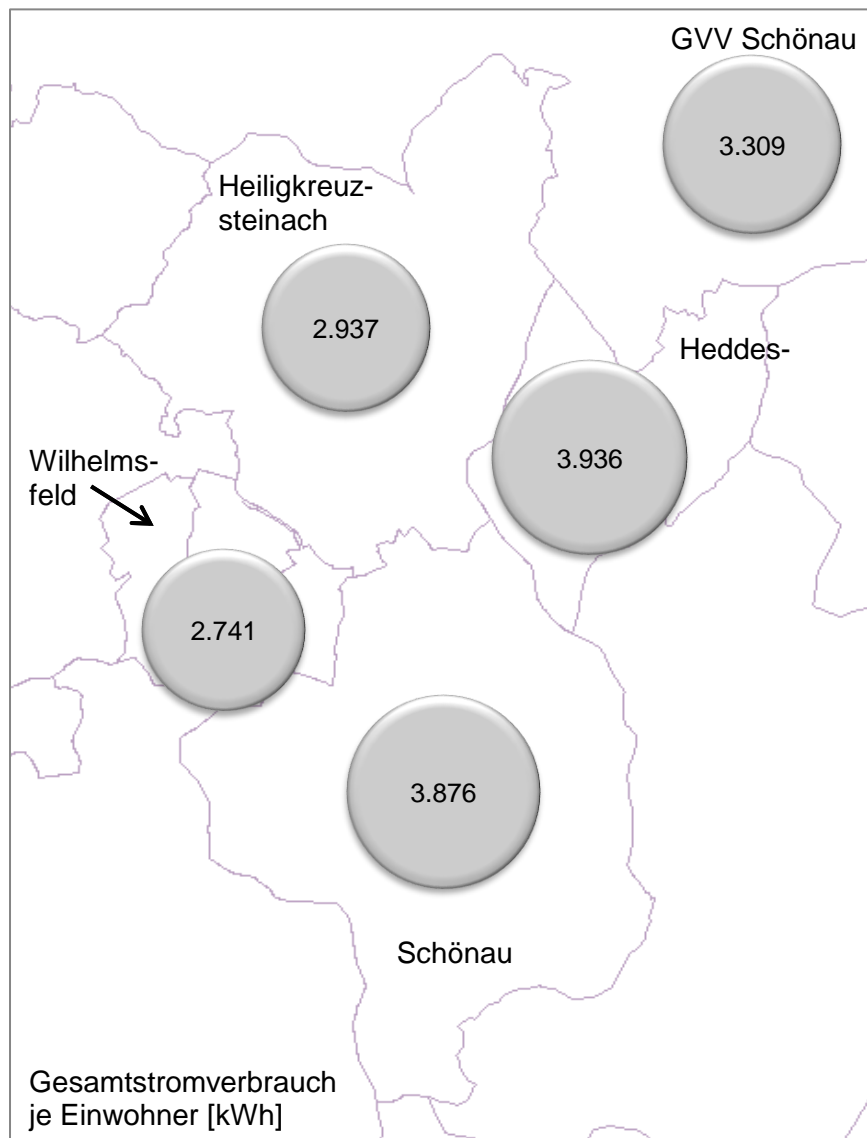 GVV Schönau
3.309
Heiligkreuz-
steinach
2.937
Heddes-
3.936
Wilhelms-
feld
2.741
3.876
Schönau
Gesamtstromverbrauch
je Einwohner [kWh]